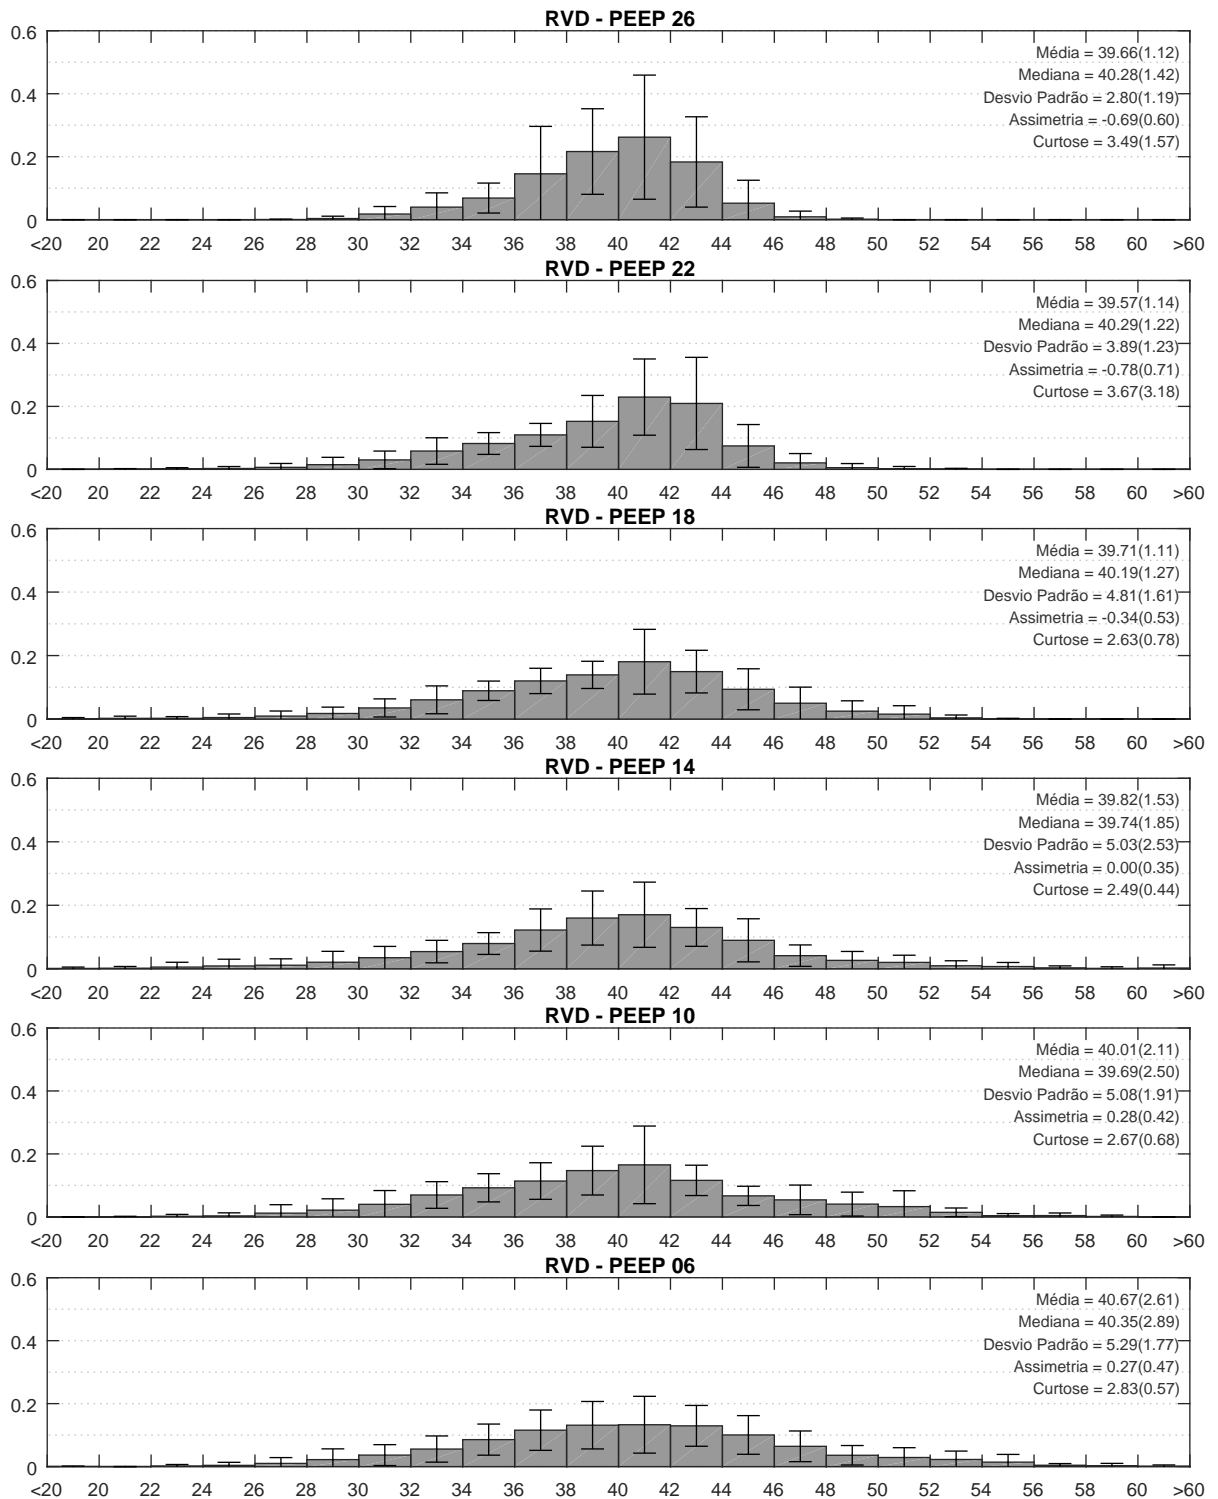 RVD - PEEP 26
0.6
Média = 39.66(1.12)
Mediana = 40.28(1.42)
0.4
Desvio Padrão = 2.80(1.19)
Assimetria = -0.69(0.60)
Curtose = 3.49(1.57)
0.2
0
<20 20 22 24 26 28 30 32 34 36 38 40 42 44 46 48 50 52 54 56 58 60 >60
RVD - PEEP 22
0.6
Média = 39.57(1.14)
Mediana = 40.29(1.22)
0.4
Desvio Padrão = 3.89(1.23)
Assimetria = -0.78(0.71)
Curtose = 3.67(3.18)
0.2
0
<20 20 22 24 26 28 30 32 34 36 38 40 42 44 46 48 50 52 54 56 58 60 >60
RVD - PEEP 18
0.6
Média = 39.71(1.11)
Mediana = 40.19(1.27)
0.4
Desvio Padrão = 4.81(1.61)
Assimetria = -0.34(0.53)
Curtose = 2.63(0.78)
0.2
0
<20 20 22 24 26 28 30 32 34 36 38 40 42 44 46 48 50 52 54 56 58 60 >60
RVD - PEEP 14
0.6
Média = 39.82(1.53)
Mediana = 39.74(1.85)
0.4
Desvio Padrão = 5.03(2.53)
Assimetria = 0.00(0.35)
Curtose = 2.49(0.44)
0.2
0
<20 20 22 24 26 28 30 32 34 36 38 40 42 44 46 48 50 52 54 56 58 60 >60
RVD - PEEP 10
0.6
Média = 40.01(2.11)
Mediana = 39.69(2.50)
0.4
Desvio Padrão = 5.08(1.91)
Assimetria = 0.28(0.42)
Curtose = 2.67(0.68)
0.2
0
<20 20 22 24 26 28 30 32 34 36 38 40 42 44 46 48 50 52 54 56 58 60 >60
RVD - PEEP 06
0.6
Média = 40.67(2.61)
Mediana = 40.35(2.89)
0.4
Desvio Padrão = 5.29(1.77)
Assimetria = 0.27(0.47)
Curtose = 2.83(0.57)
0.2
0
<20 20 22 24 26 28 30 32 34 36 38 40 42 44 46 48 50 52 54 56 58 60 >60